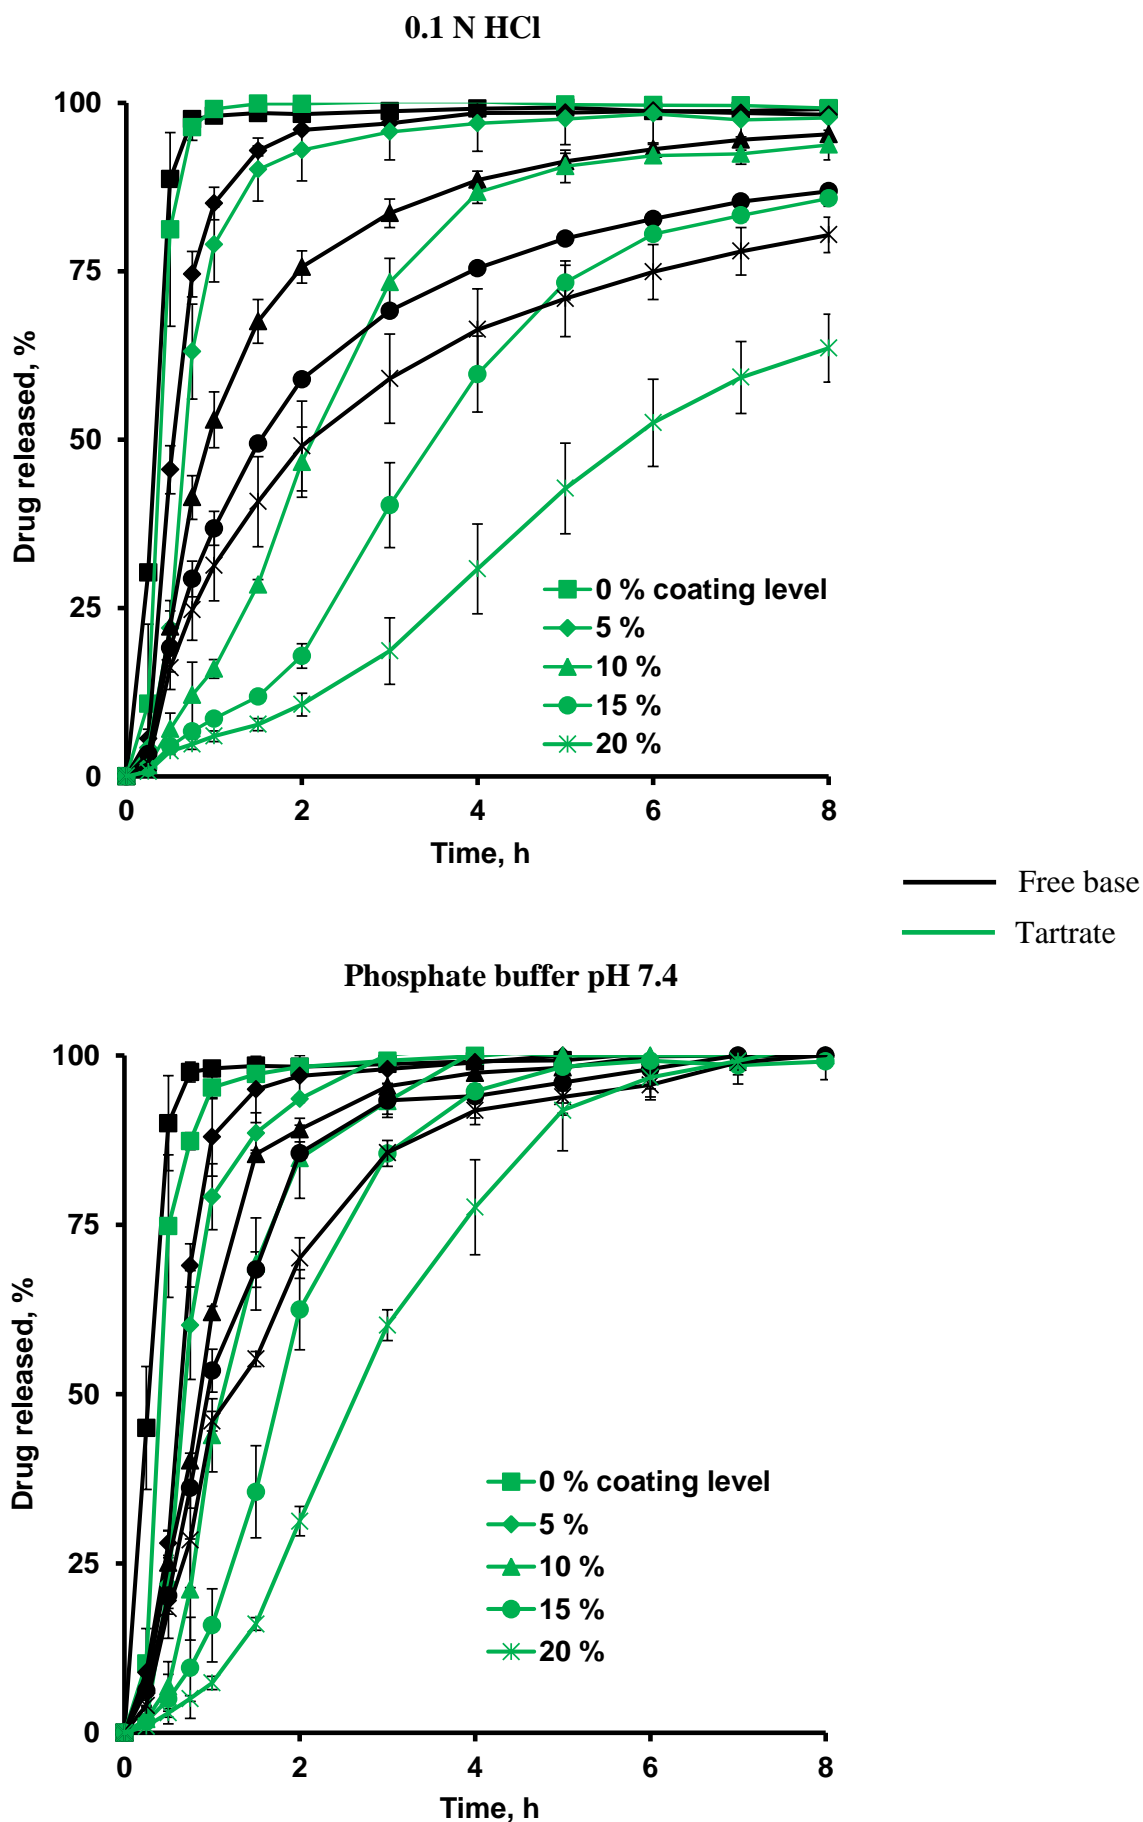 0.1 N HCl
100
75
50
25
0
Drug released, %
0 % coating level
5 %
10 %
15 %
20 %
0 2 4 6 8
Time, h
Free base
Tartrate
Phosphate buffer pH 7.4
100
75
50
25
0
Drug released, %
0 % coating level
5 %
10 %
15 %
20 %
0 2 4 6 8
Time, h